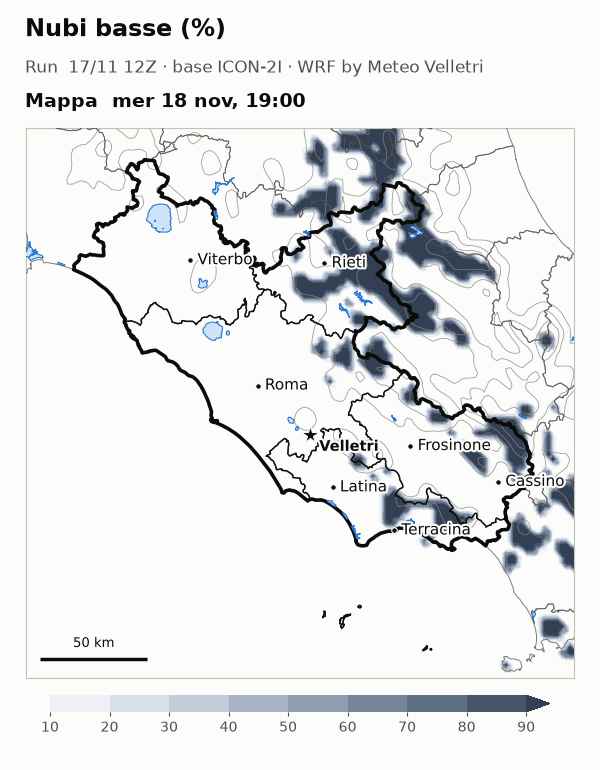 Nubi basse (%)
Run  17/11 12Z · base ICON-2I · WRF by Meteo Velletri
Mappa  mer 18 nov, 19:00
Viterbo
Rieti
Roma
Velletri
Frosinone
Cassino
Latina
Terracina
50 km
10 20 30 40 50 60 70 80 90